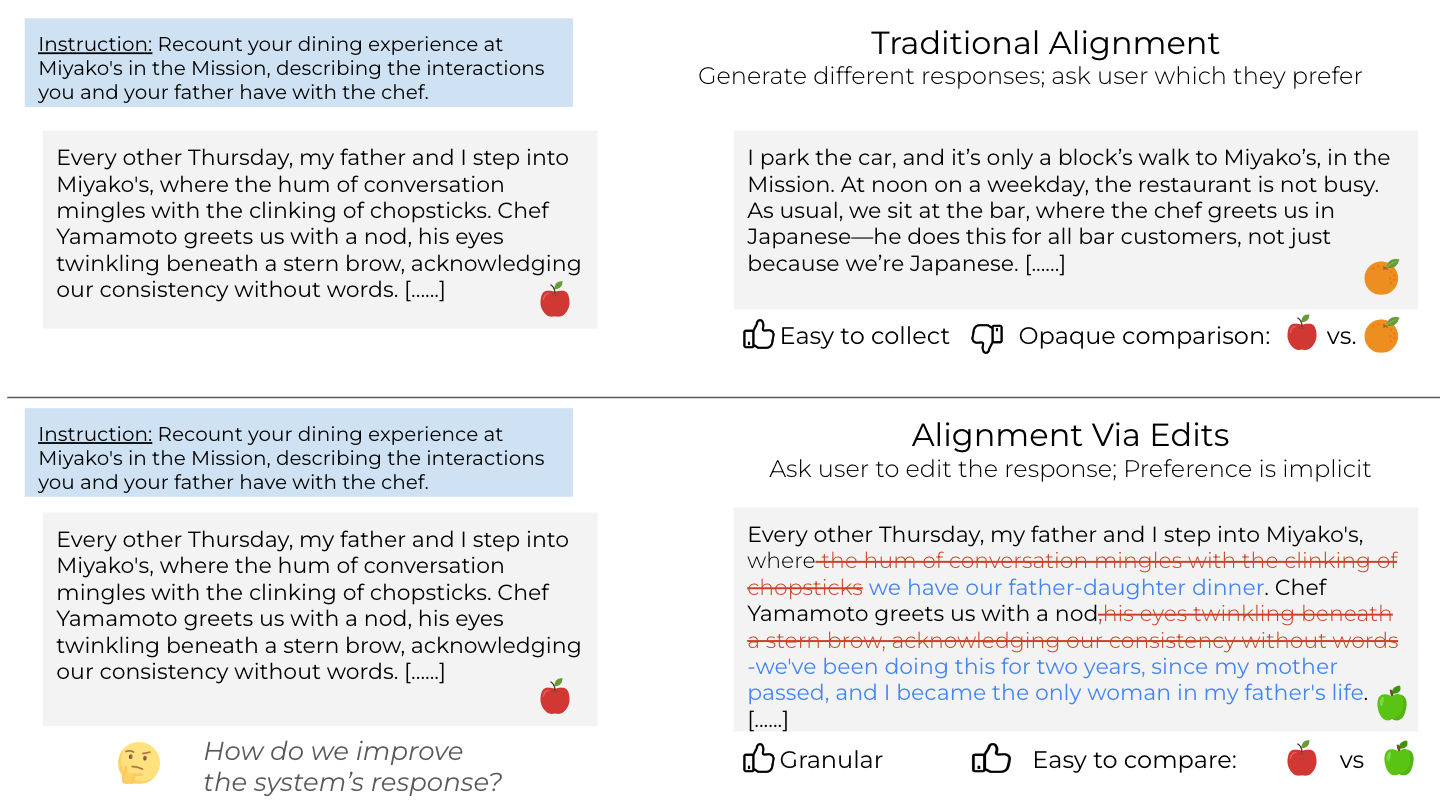 Instruction: Recount your dining experience at
Miyako's in the Mission, describing the interactions
you and your father have with the chef.
Every other Thursday, my father and I step into
Miyako's, where the hum of conversation
mingles with the clinking of chopsticks. Chef
Yamamoto greets us with a nod, his eyes
twinkling beneath a stern brow, acknowledging
our consistency without words. [......]
Traditional Alignment
Generate different responses; ask user which they prefer
I park the car, and it’s only a block’s walk to Miyako’s, in the
Mission. At noon on a weekday, the restaurant is not busy.
As usual, we sit at the bar, where the chef greets us in
Japanese—he does this for all bar customers, not just
because we’re Japanese. [......]
Easy to collect
Opaque comparison:
vs.
Instruction: Recount your dining experience at
Miyako's in the Mission, describing the interactions
you and your father have with the chef.
Every other Thursday, my father and I step into
Miyako's, where the hum of conversation
mingles with the clinking of chopsticks. Chef
Yamamoto greets us with a nod, his eyes
twinkling beneath a stern brow, acknowledging
our consistency without words. [......]
How do we improve
the system’s response?
Alignment Via Edits
Ask user to edit the response; Preference is implicit
Every other Thursday, my father and I step into Miyako's,
where the hum of conversation mingles with the clinking of
chopsticks we have our father-daughter dinner. Chef
Yamamoto greets us with a nod,his eyes twinkling beneath
a stern brow, acknowledging our consistency without words
-we've been doing this for two years, since my mother
passed, and I became the only woman in my father's life.
[......]
Granular
Easy to compare:
vs